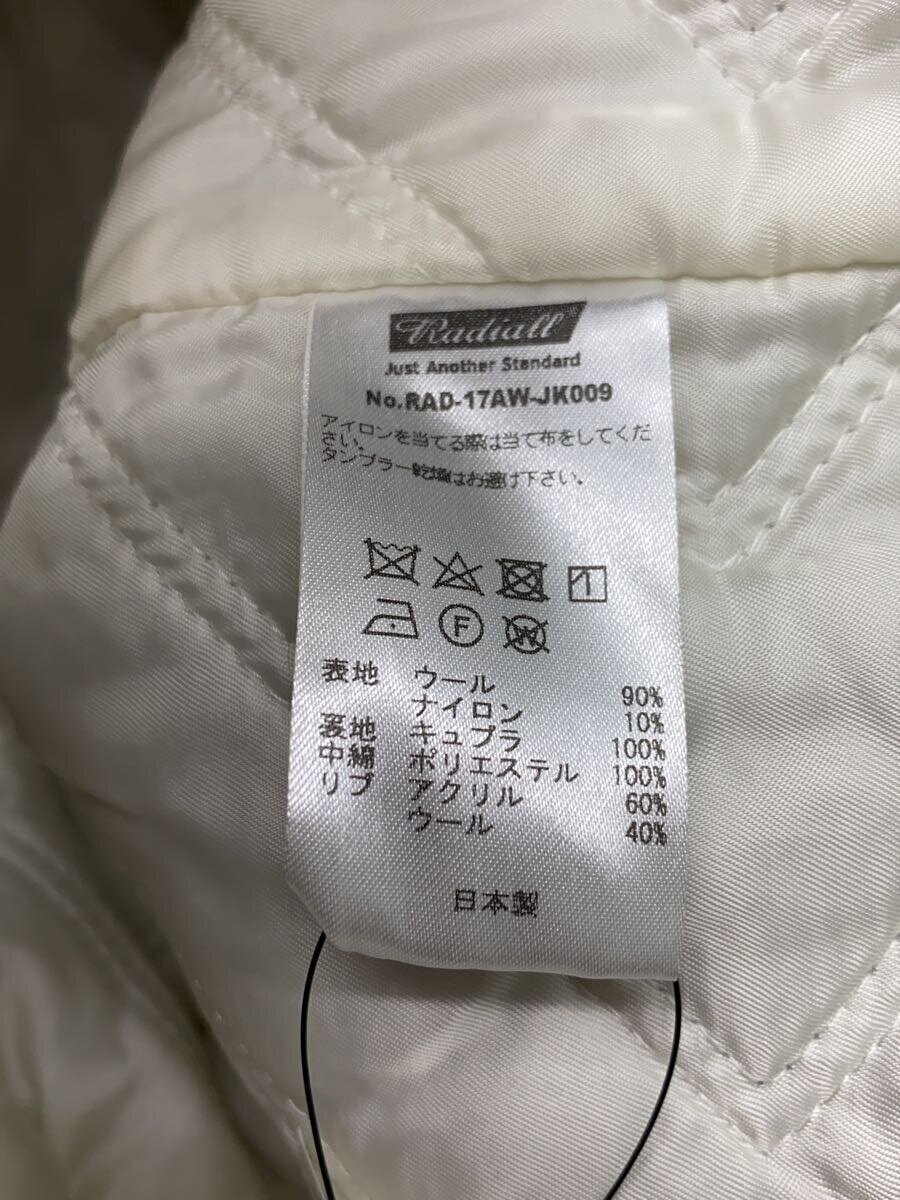 Radiall
Just Another Standard
No.RAD-17AW-JK009
アイロンを当てる際は当て布をしてくだ
さい。
タンブラー乾燥はお避け下さい。
F
W
表地 ウール 90%
ナイロン 10%
裏地 キュプラ 100%
中綿 ポリエステル 100%
リブ アクリル 60%
ウール 40%
日本製